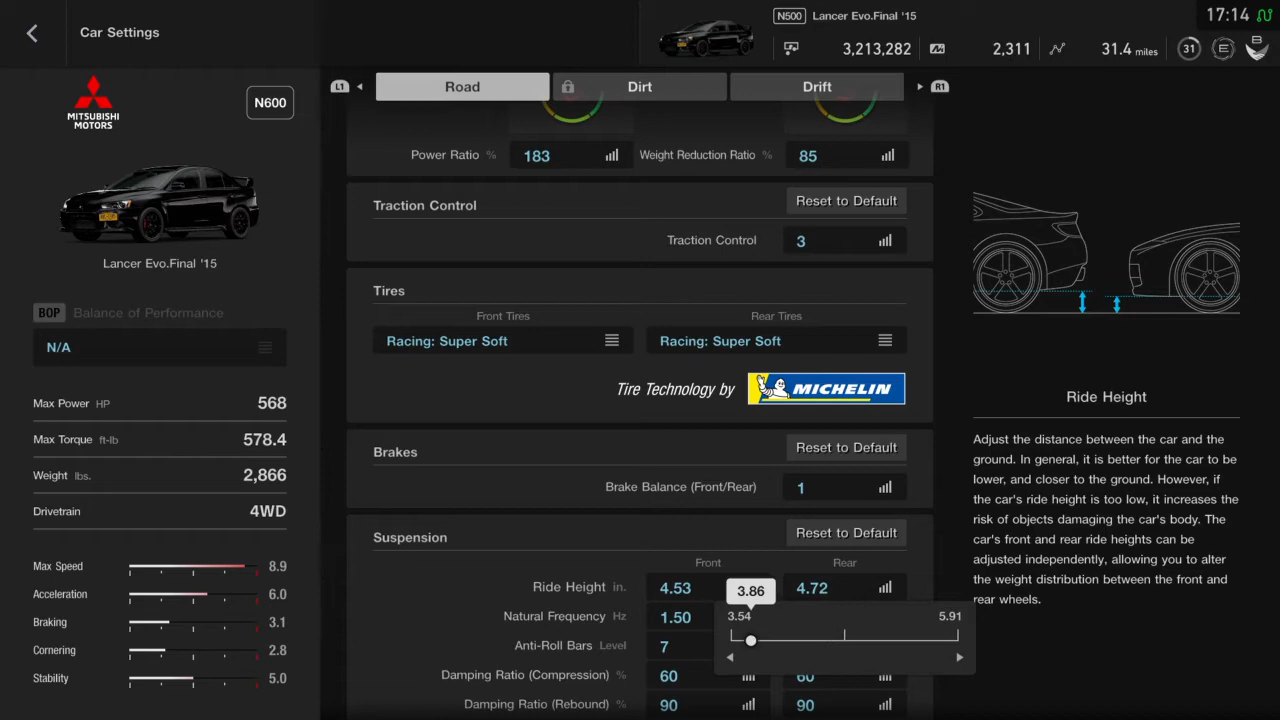 Car Settings
N500 Lancer Evo.Final '15
3,213,282
2,311
31.4 miles
31
E
B
17:14
MITSUBISHI
MOTORS
N600
Lancer Evo.Final '15
BOP Balance of Performance
N/A
Max Power HP 568
Max Torque ft-lb 578.4
Weight lbs. 2,866
Drivetrain 4WD
Max Speed 8.9
Acceleration 6.0
Braking 3.1
Cornering 2.8
Stability 5.0
L1 Road Dirt Drift R1
Power Ratio % 183 Weight Reduction Ratio % 85
Traction Control Reset to Default
Traction Control 3
Tires
Front Tires Rear Tires
Racing: Super Soft Racing: Super Soft
Tire Technology by MICHELIN
Brakes Reset to Default
Brake Balance (Front/Rear) 1
Suspension Reset to Default
Front Rear
Ride Height in. 4.53 4.72
3.86
Natural Frequency Hz 1.50
3.54 5.91
Anti-Roll Bars Level 7
Damping Ratio (Compression) % 60 60
Damping Ratio (Rebound) % 90 90
Ride Height
Adjust the distance between the car and the
ground. In general, it is better for the car to be
lower, and closer to the ground. However, if
the car's ride height is too low, it increases the
risk of objects damaging the car's body. The
car's front and rear ride heights can be
adjusted independently, allowing you to alter
the weight distribution between the front and
rear wheels.